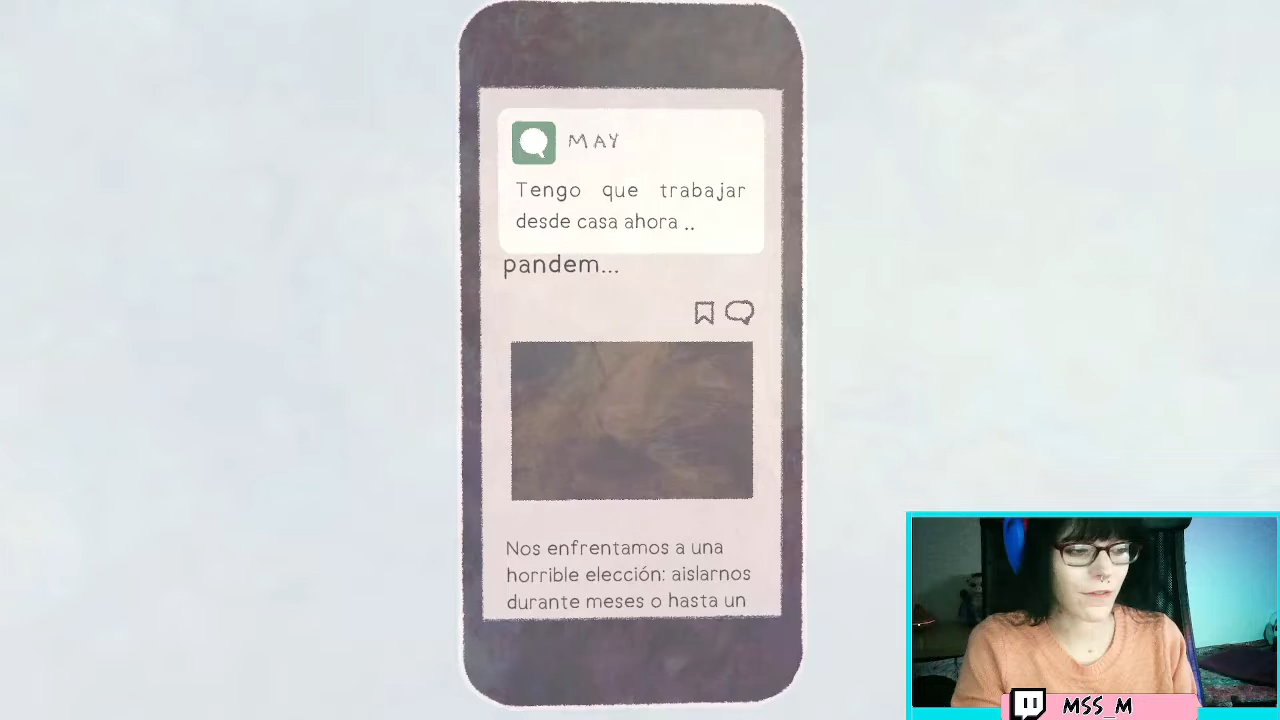 MAY
Tengo que trabajar
desde casa ahora ..
pandem...
Nos enfrentamos a una
horrible elección: aislarnos
durante meses o hasta un
MSS_M